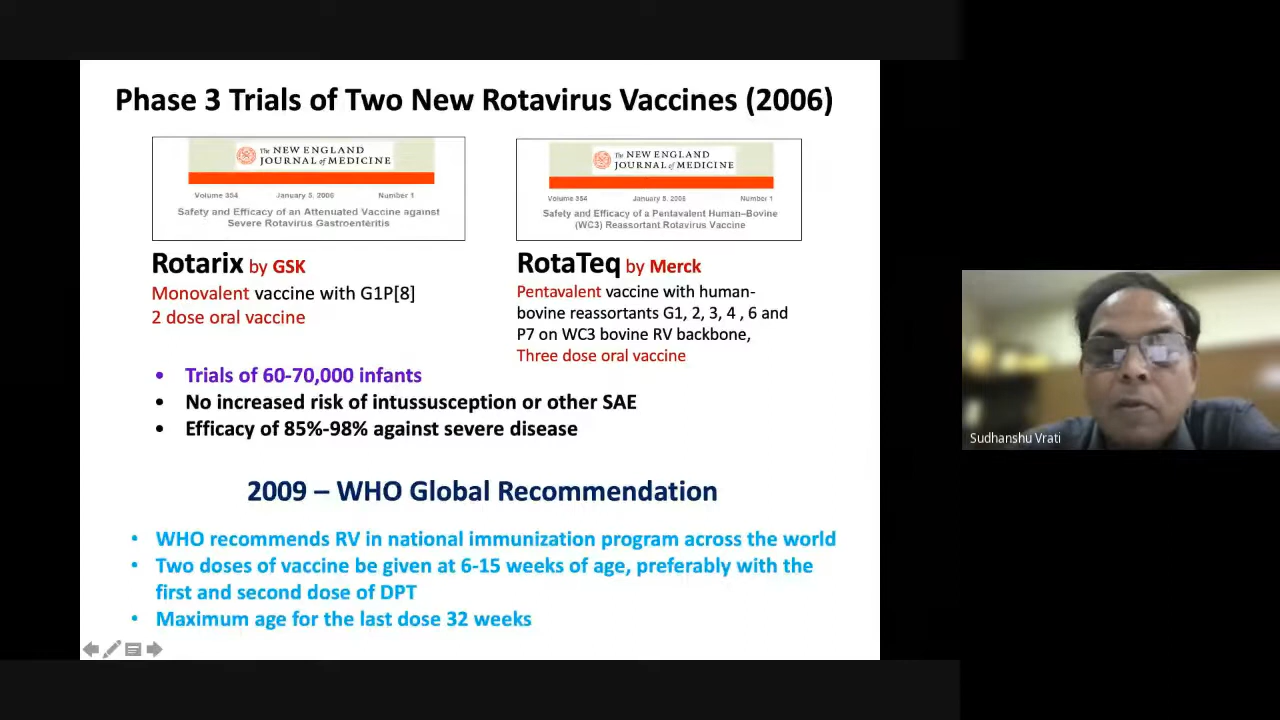 Phase 3 Trials of Two New Rotavirus Vaccines (2006)
The NEW ENGLAND
JOURNAL of MEDICINE
Volume 354 January 5, 2006 Number 1
Safety and Efficacy of an Attenuated Vaccine against
Severe Rotavirus Gastroenteritis
Rotarix by GSK
Monovalent vaccine with G1P[8]
2 dose oral vaccine
The NEW ENGLAND
JOURNAL of MEDICINE
Volume 354 January 5, 2006 Number 1
Safety and Efficacy of a Pentavalent Human–Bovine
(WC3) Reassortant Rotavirus Vaccine
RotaTeq by Merck
Pentavalent vaccine with human-
bovine reassortants G1, 2, 3, 4 , 6 and
P7 on WC3 bovine RV backbone,
Three dose oral vaccine
• Trials of 60-70,000 infants
• No increased risk of intussusception or other SAE
• Efficacy of 85%-98% against severe disease
2009 – WHO Global Recommendation
• WHO recommends RV in national immunization program across the world
• Two doses of vaccine be given at 6-15 weeks of age, preferably with the
first and second dose of DPT
• Maximum age for the last dose 32 weeks
Sudhanshu Vrati